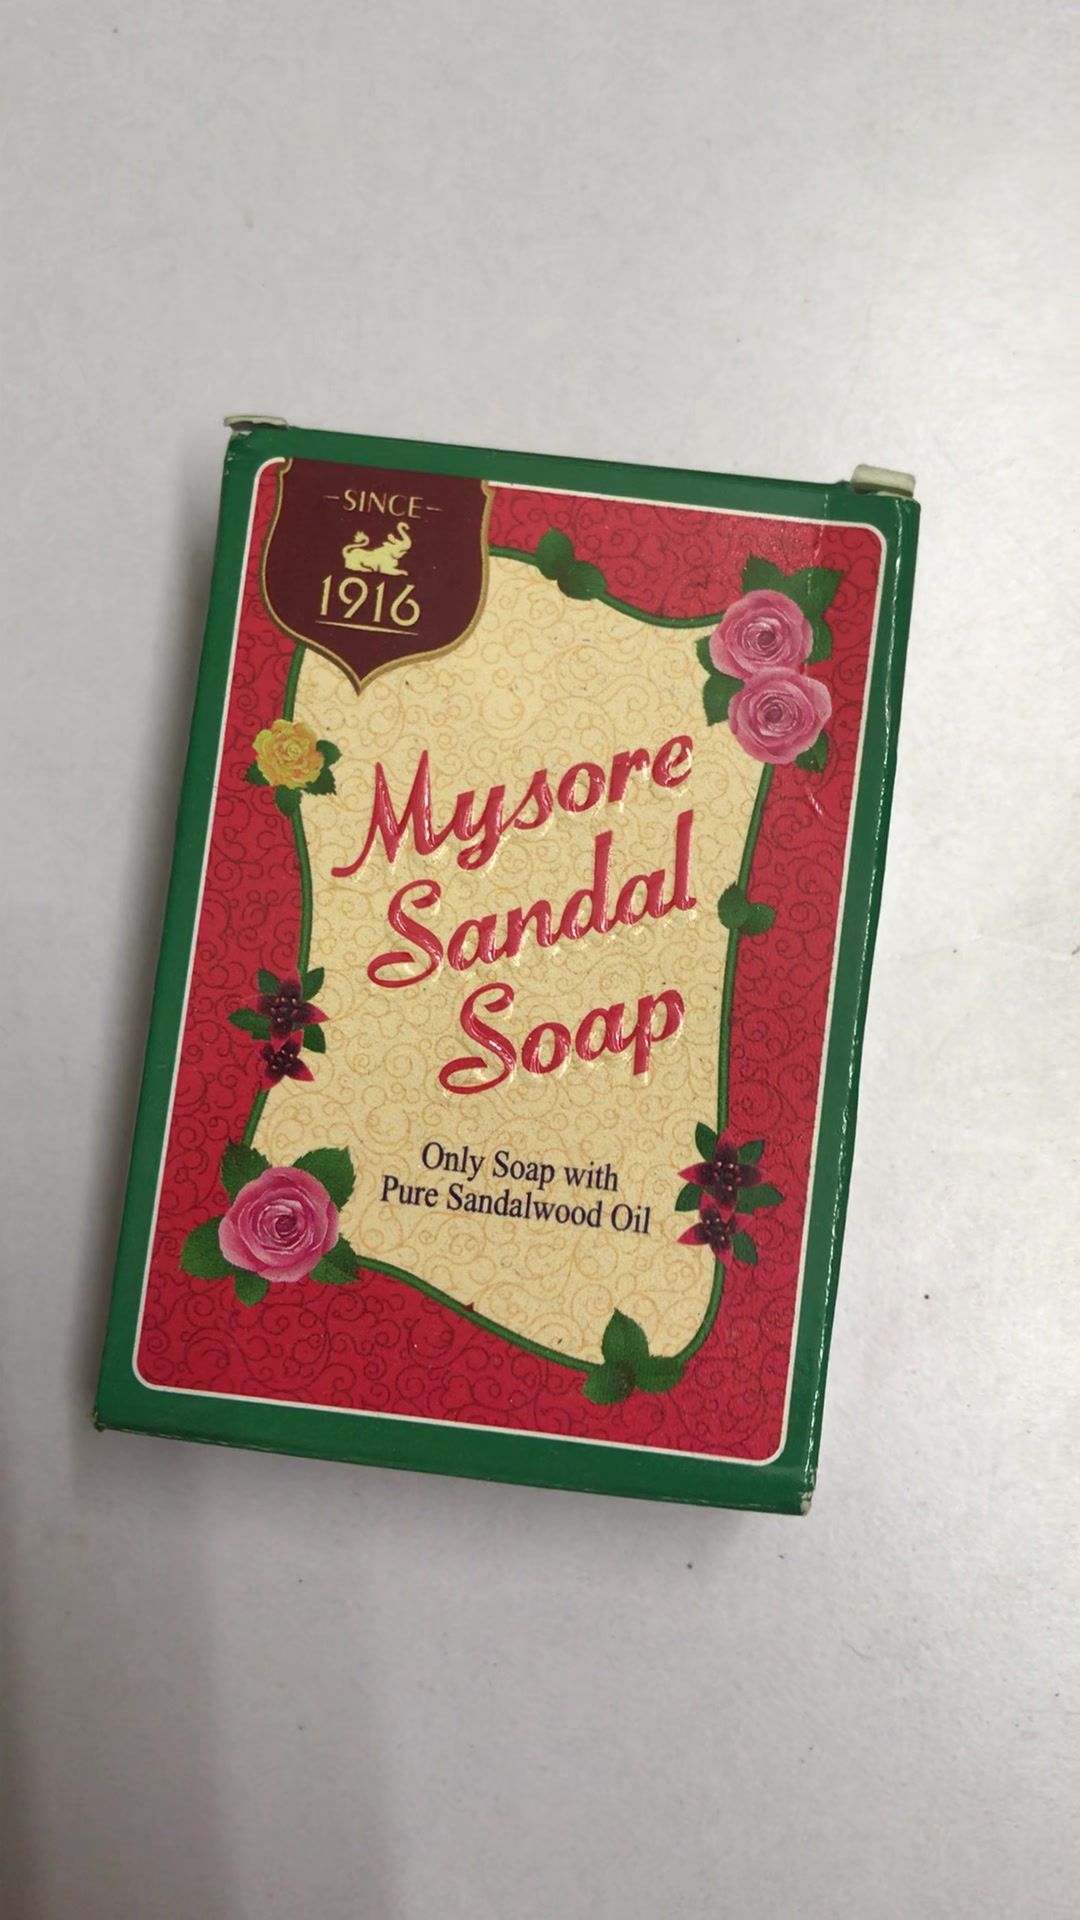 -SINCE-
1916
Mysore
Sandal
Soap
Only Soap with
Pure Sandalwood Oil